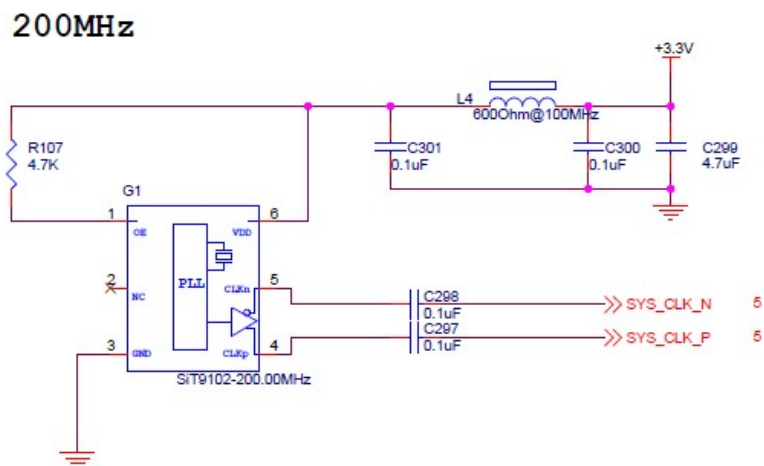 200MHz
+3.3V
L4
600Ohm@100MHz
R107
4.7K
C301
0.1uF
C300
0.1uF
C299
4.7uF
G1
1
6
OE
VDD
2
NC
PLL
5
CLKn
C298
0.1uF
SYS_CLK_N 5
C297
0.1uF
SYS_CLK_P 5
3
GND
4
CLKp
SiT9102-200.00MHz